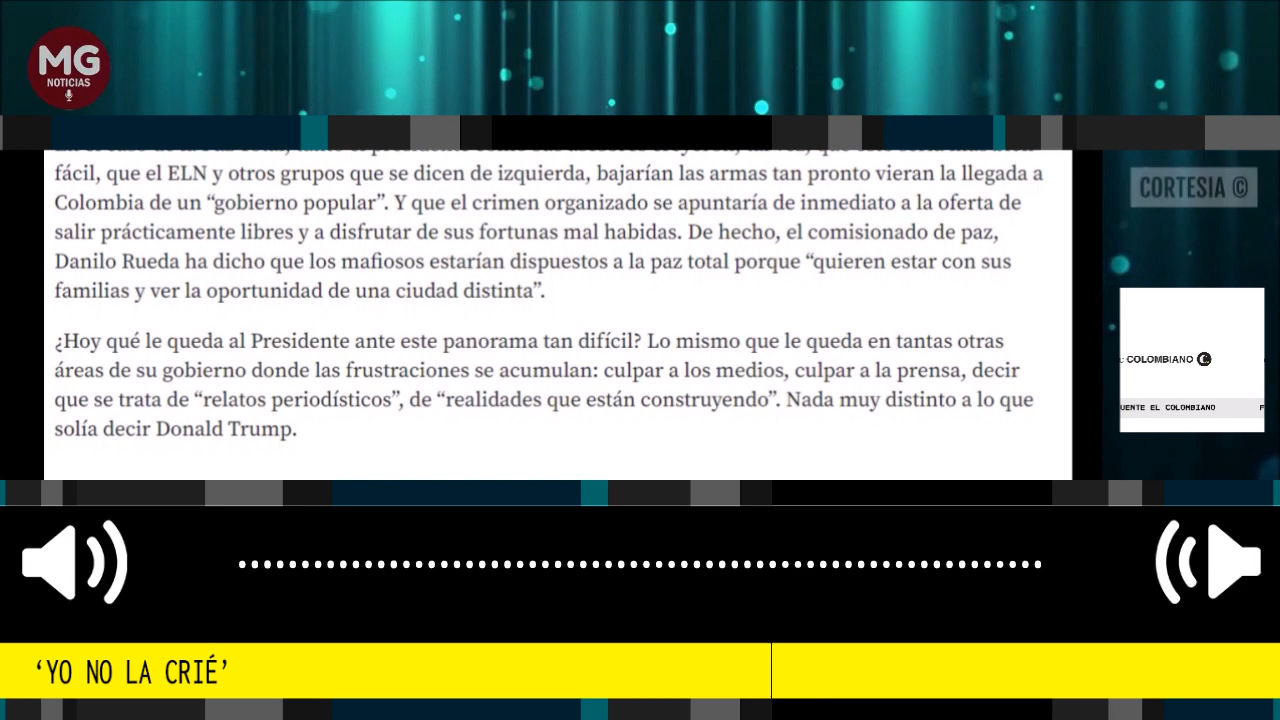 MG
NOTICIAS
fácil, que el ELN y otros grupos que se dicen de izquierda, bajarían las armas tan pronto vieran la llegada a
Colombia de un “gobierno popular”. Y que el crimen organizado se apuntaría de inmediato a la oferta de
salir prácticamente libres y a disfrutar de sus fortunas mal habidas. De hecho, el comisionado de paz,
Danilo Rueda ha dicho que los mafiosos estarían dispuestos a la paz total porque “quieren estar con sus
familias y ver la oportunidad de una ciudad distinta”.
¿Hoy qué le queda al Presidente ante este panorama tan difícil? Lo mismo que le queda en tantas otras
áreas de su gobierno donde las frustraciones se acumulan: culpar a los medios, culpar a la prensa, decir
que se trata de “relatos periodísticos”, de “realidades que están construyendo”. Nada muy distinto a lo que
solía decir Donald Trump.
CORTESIA ©
COLOMBIANO C
UENTE EL COLOMBIANO F
‘YO NO LA CRIÉ’